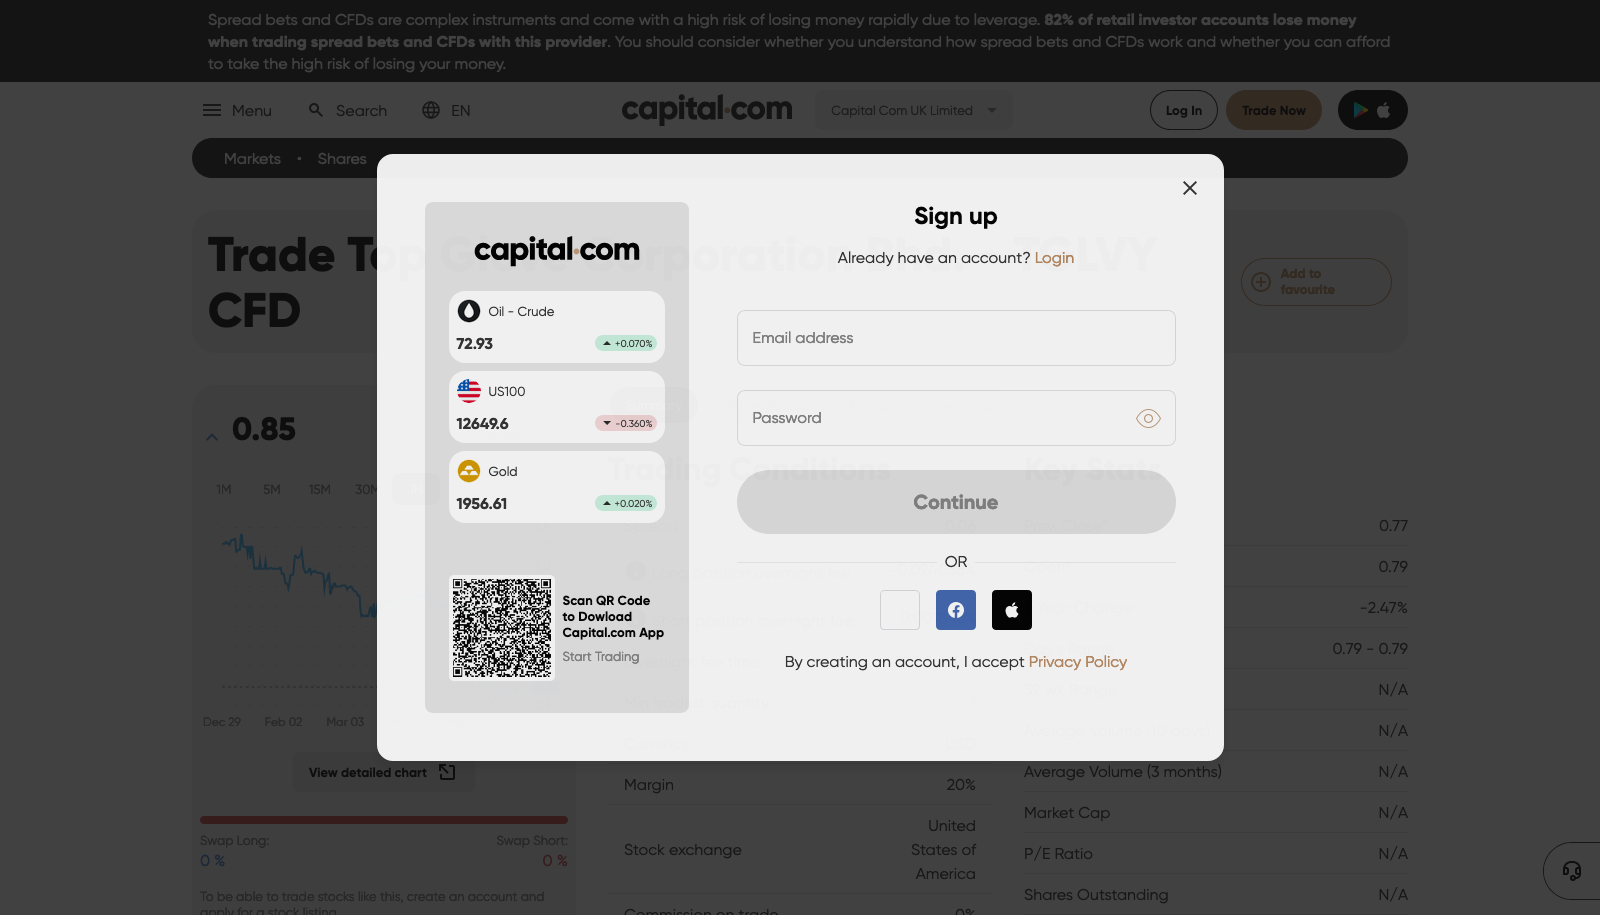 Spread bets and CFDs are complex instruments and come with a high risk of losing money rapidly due to leverage. 82% of retail investor accounts lose money
when trading spread bets and CFDs with this provider. You should consider whether you understand how spread bets and CFDs work and whether you can afford
to take the high risk of losing your money.
Menu
Search
EN
capital.com
Capital Com UK Limited
Log In
Trade Now
Markets • Shares
Trade Top Glove Corporation Bhd - TGLVY
CFD
Add to
favourite
Sign up
Already have an account? Login
Email address
Password
Continue
OR
By creating an account, I accept Privacy Policy
capital.com
Oil - Crude
72.93
+0.070%
US100
12649.6
-0.360%
Gold
1956.61
+0.020%
Scan QR Code
to Dowload
Capital.com App
Start Trading
0.85
1M 5M 15M 30M
Dec 29 Feb 02 Mar 03
View detailed chart
Swap Long: Swap Short:
0 % 0 %
To be able to trade stocks like this, create an account and
apply for a stock listing
Trading Conditions
Margin 20%
Stock exchange
United
States of
America
Commission on trade 0%
Key Stats
0.77
0.79
-2.47%
0.79 - 0.79
N/A
N/A
Average Volume (3 months) N/A
Market Cap N/A
P/E Ratio N/A
Shares Outstanding N/A